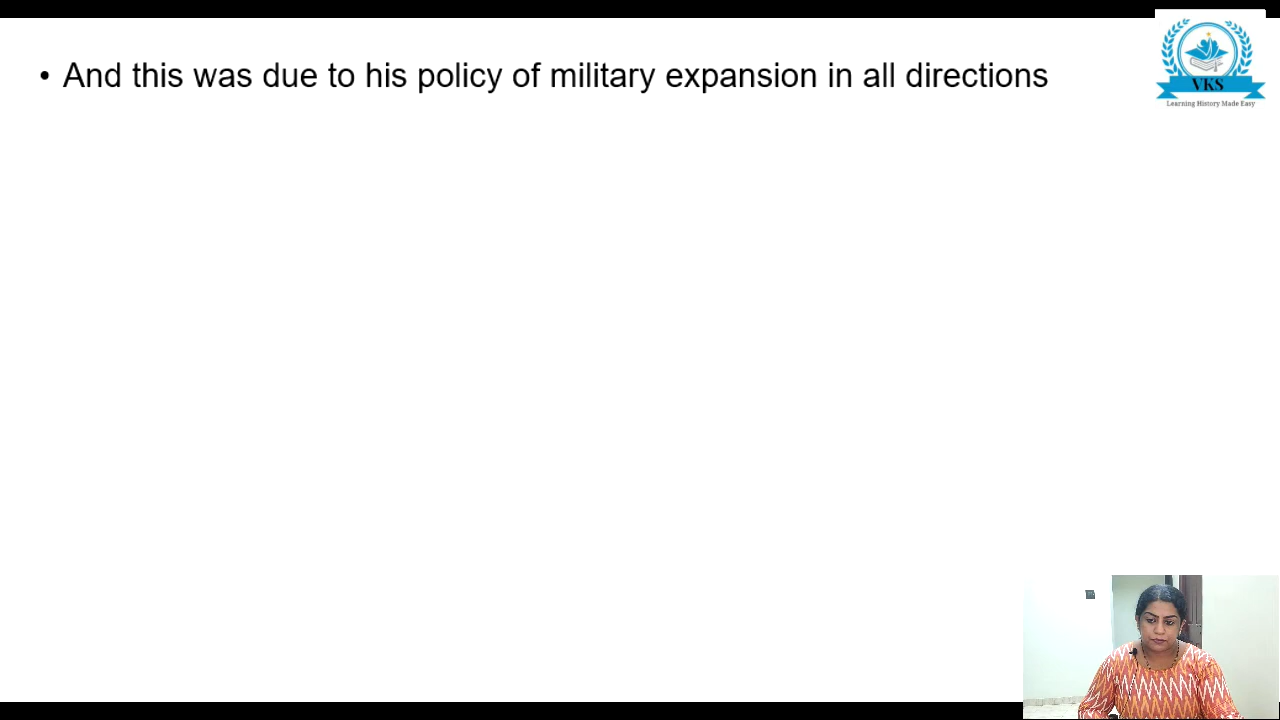 • And this was due to his policy of military expansion in all directions
VKS
Learning History Made Easy